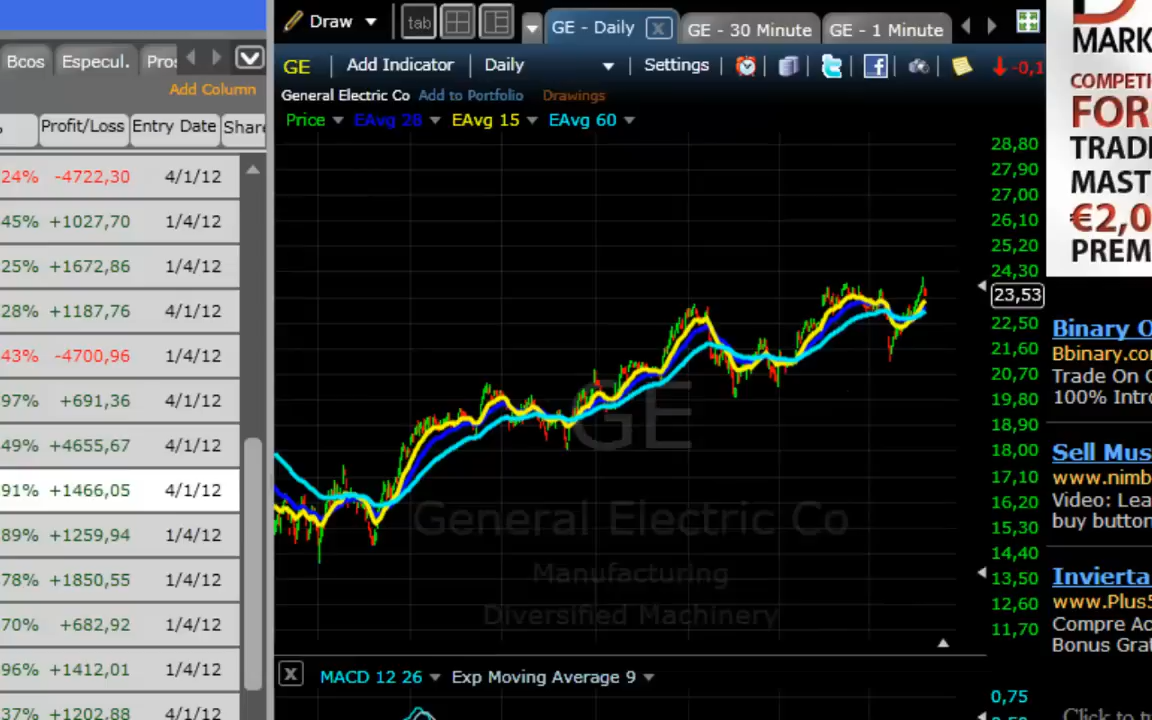 Draw
tab
GE - Daily
GE - 30 Minute
GE - 1 Minute
Bcos
Especul.
Pros
Add Column
Profit/Loss
Entry Date
Share
GE
Add Indicator
Daily
Settings
-0,1
General Electric Co
Add to Portfolio
Drawings
Price
EAvg 28
EAvg 15
EAvg 60
24% -4722,30 4/1/12
45% +1027,70 1/4/12
25% +1672,86 1/4/12
28% +1187,76 1/4/12
43% -4700,96 1/4/12
97% +691,36 4/1/12
49% +4655,67 4/1/12
91% +1466,05 4/1/12
89% +1259,94 1/4/12
78% +1850,55 1/4/12
70% +682,92 1/4/12
96% +1412,01 1/4/12
37% +1202,88 4/1/12
28,80
27,90
27,00
26,10
25,20
24,30
23,53
22,50
21,60
20,70
19,80
18,90
18,00
17,10
16,20
15,30
14,40
13,50
12,60
11,70
GE
General Electric Co
Manufacturing
Diversified Machinery
MACD 12 26
Exp Moving Average 9
0,75
MARK
COMPETI
FOR
TRADI
MAST
€2,0
PREM
Binary O
Bbinary.co
Trade On C
100% Intro
Sell Mus
www.nimb
Video: Lea
buy button
Invierta
www.Plus5
Compre Ac
Bonus Grat
Click to